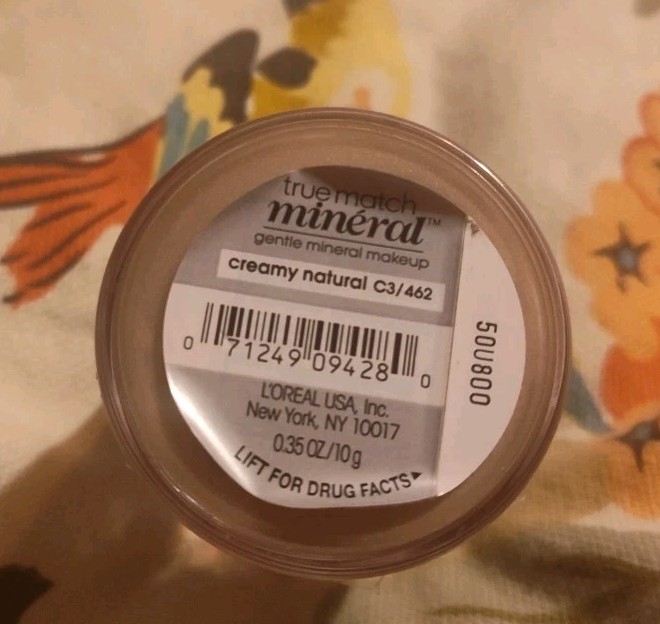 true match
minéral™
gentle mineral makeup
creamy natural C3/462
0 71249 09428 0
L'OREAL USA, Inc.
New York, NY 10017
0.35 OZ/10g
LIFT FOR DRUG FACTS▶
50U800